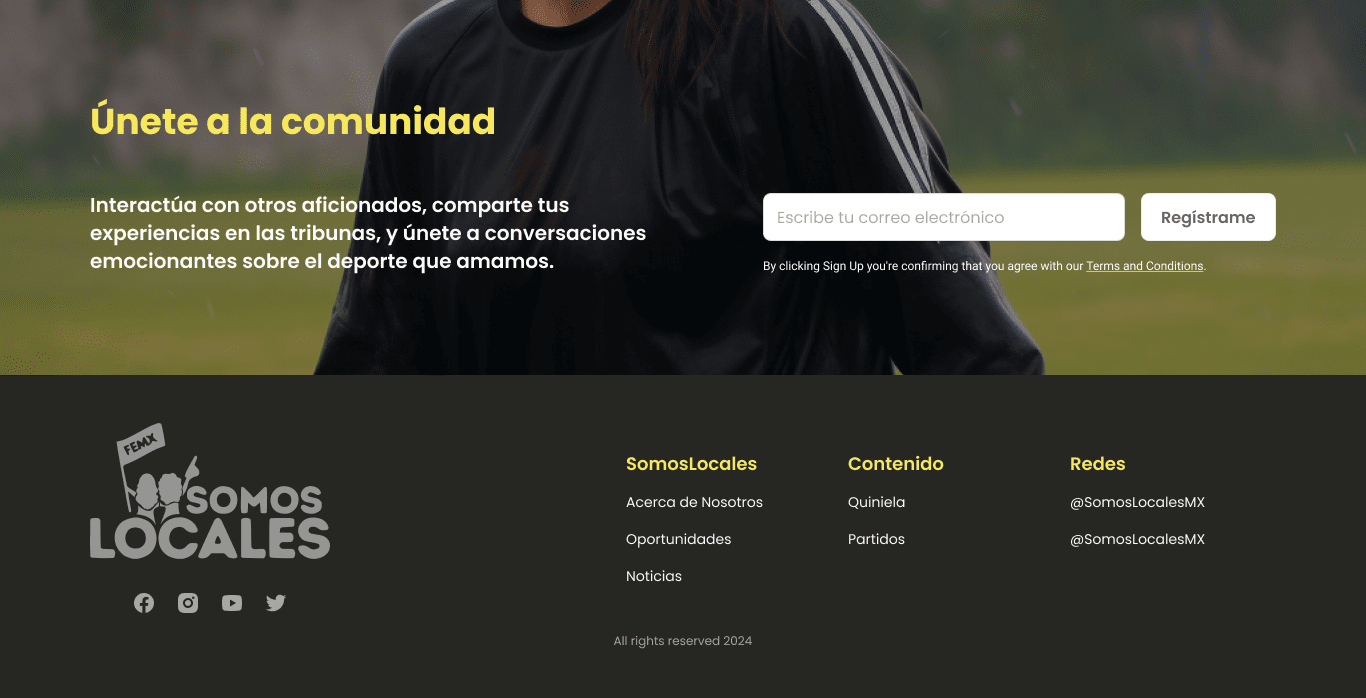 Únete a la comunidad
Interactúa con otros aficionados, comparte tus
experiencias en las tribunas, y únete a conversaciones
emocionantes sobre el deporte que amamos.
Escribe tu correo electrónico
Regístrame
By clicking Sign Up you're confirming that you agree with our Terms and Conditions.
FEMX
SOMOS
LOCALES
SomosLocales
Acerca de Nosotros
Oportunidades
Noticias
Contenido
Quiniela
Partidos
Redes
@SomosLocalesMX
@SomosLocalesMX
All rights reserved 2024